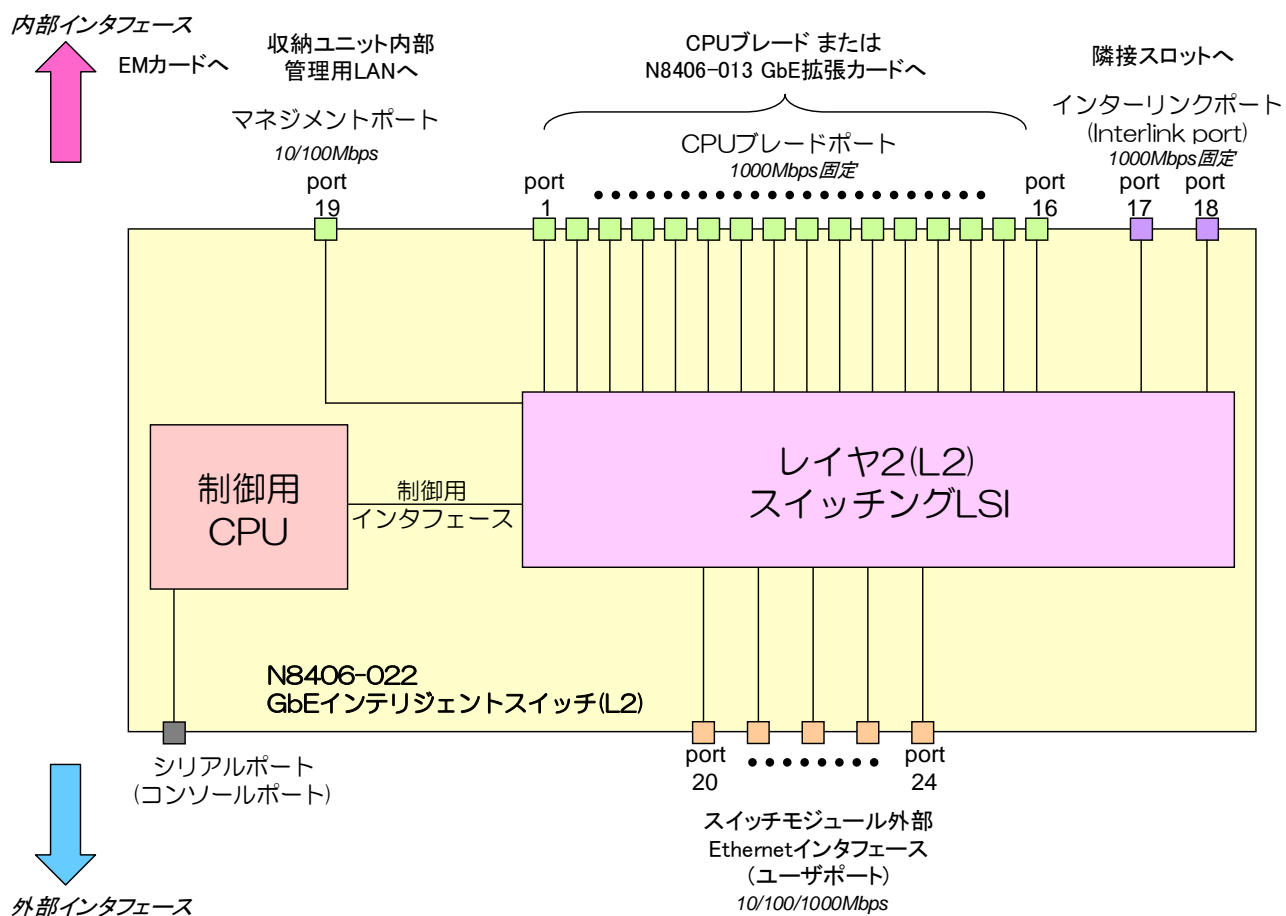 内部インタフェース
EMカードへ
収納ユニット内部
管理用LANへ
マネジメントポート
10/100Mbps
port
19
CPUブレード または
N8406-013 GbE拡張カードへ
CPUブレードポート
1000Mbps固定
port
1
port
16
隣接スロットへ
インターリンクポート
(Interlink port)
1000Mbps固定
port
17
port
18
制御用
CPU
制御用
インタフェース
レイヤ2(L2)
スイッチングLSI
N8406-022
GbEインテリジェントスイッチ(L2)
シリアルポート
(コンソールポート)
port
20
port
24
スイッチモジュール外部
Ethernetインタフェース
(ユーザポート)
10/100/1000Mbps
外部インタフェース